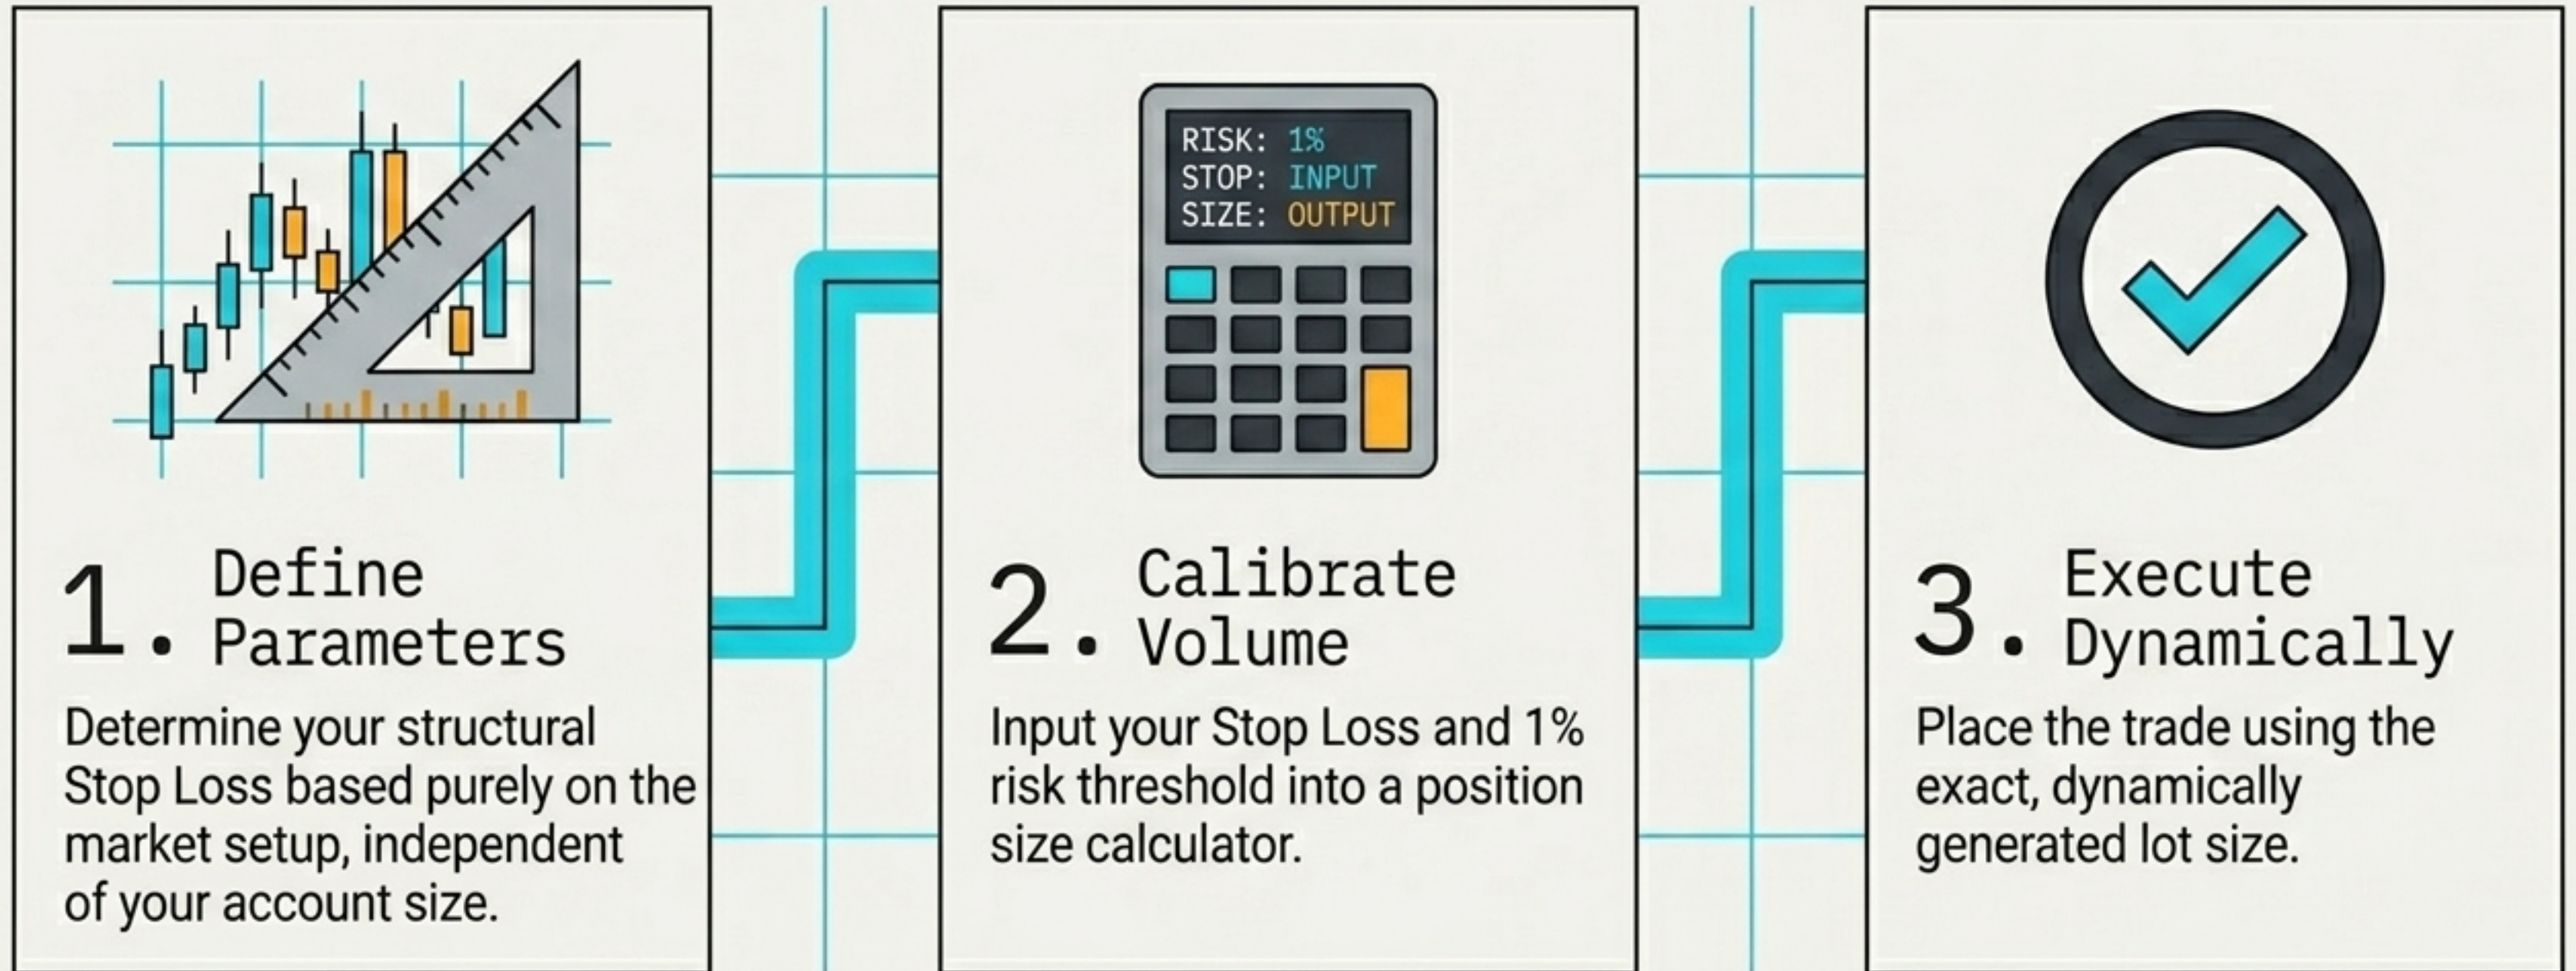 RISK: 1%
STOP: INPUT
SIZE: OUTPUT
1. Define
Parameters
Determine your structural
Stop Loss based purely on the
market setup, independent
of your account size.
2. Calibrate
Volume
Input your Stop Loss and 1%
risk threshold into a position
size calculator.
3. Execute
Dynamically
Place the trade using the
exact, dynamically
generated lot size.